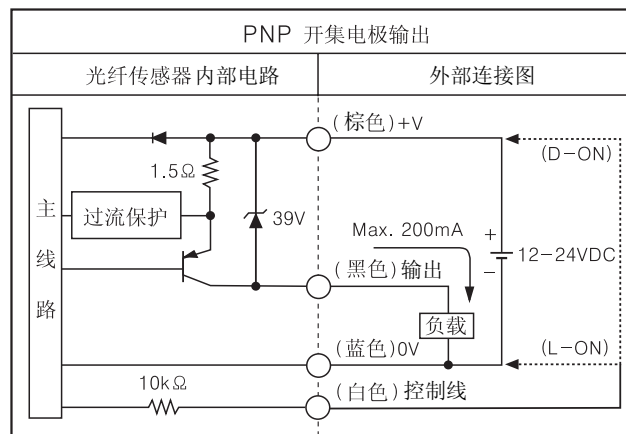 PNP 开集电极输出
光纤传感器内部电路
外部连接图
(棕色)+V
(D-ON)
1.5Ω
主线路
过流保护
39V
Max. 200mA
+
12-24VDC
-
(黑色)输出
负载
(蓝色)0V
(L-ON)
10kΩ
(白色)控制线